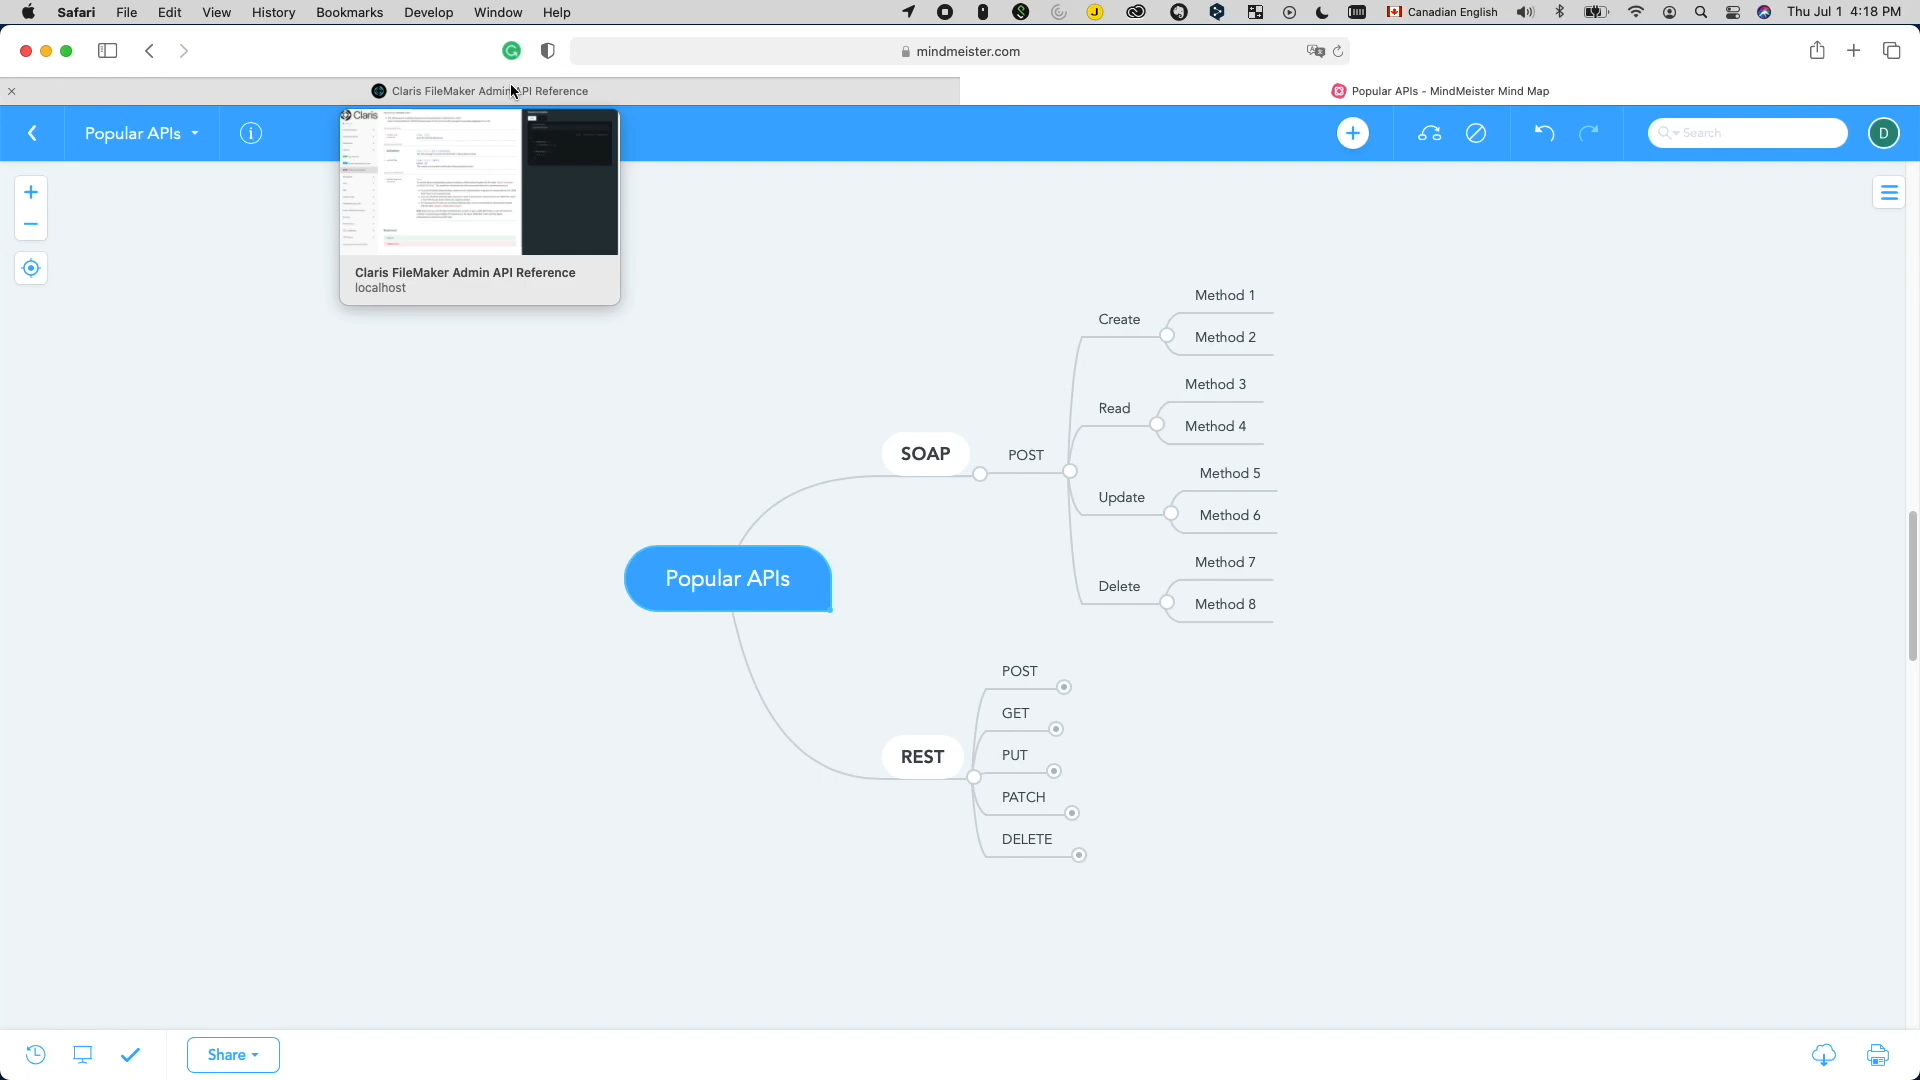 Safari File Edit View History Bookmarks Develop Window Help
Canadian English
Thu Jul 1 4:18 PM
mindmeister.com
Claris FileMaker Admin API Reference
Popular APIs - MindMeister Mind Map
Popular APIs
Search
D
Claris
Claris FileMaker Admin API Reference
localhost
Popular APIs
SOAP
POST
Create
Method 1
Method 2
Read
Method 3
Method 4
Update
Method 5
Method 6
Delete
Method 7
Method 8
REST
POST
GET
PUT
PATCH
DELETE
Share